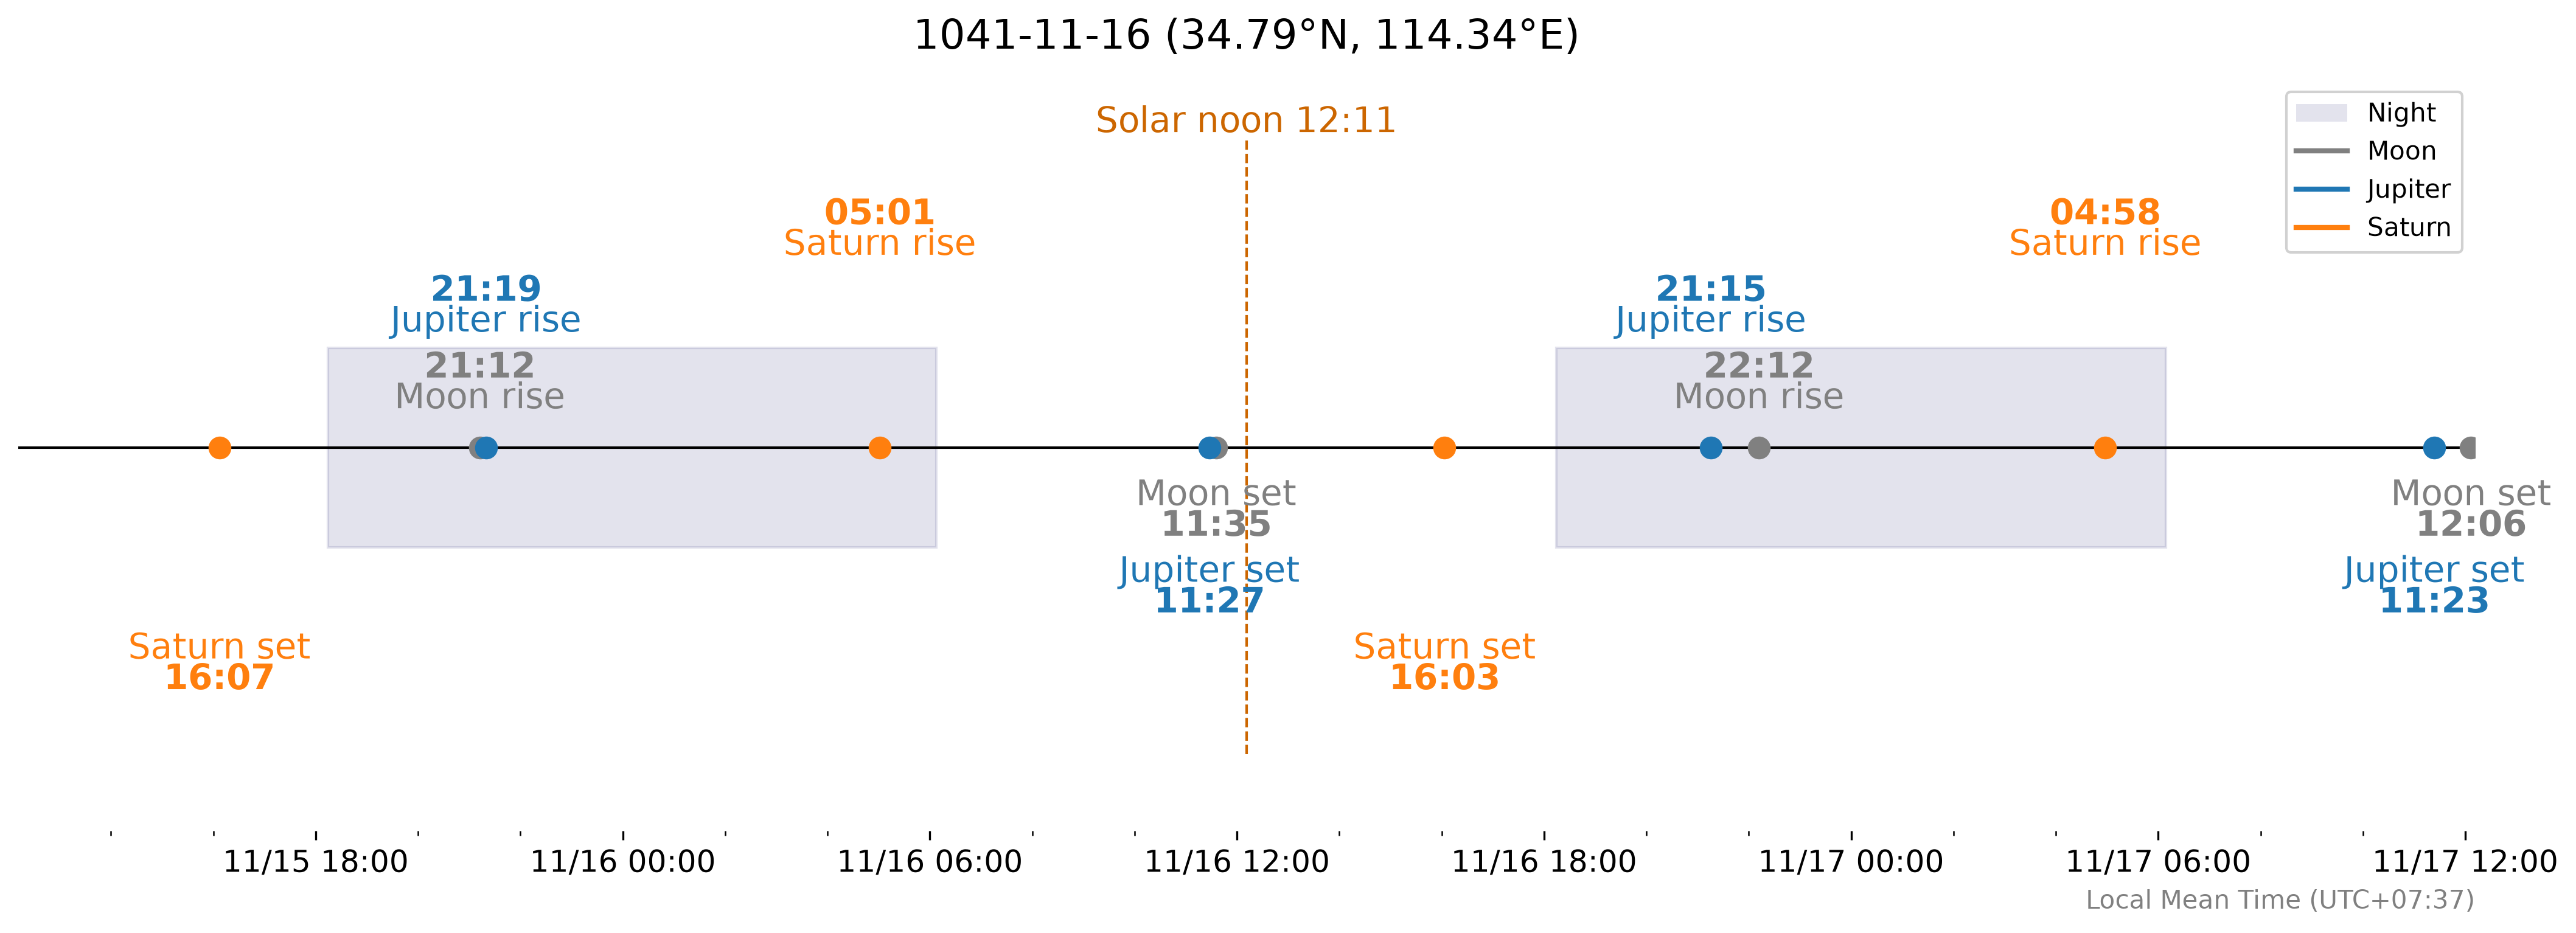 1041-11-16 (34.79°N, 114.34°E)
Solar noon 12:11
Night
Moon
Jupiter
Saturn
05:01
Saturn rise
04:58
Saturn rise
21:19
Jupiter rise
21:15
Jupiter rise
21:12
Moon rise
22:12
Moon rise
Moon set
11:35
Moon set
12:06
Jupiter set
11:27
Jupiter set
11:23
Saturn set
16:07
Saturn set
16:03
11/15 18:00
11/16 00:00
11/16 06:00
11/16 12:00
11/16 18:00
11/17 00:00
11/17 06:00
11/17 12:00
Local Mean Time (UTC+07:37)